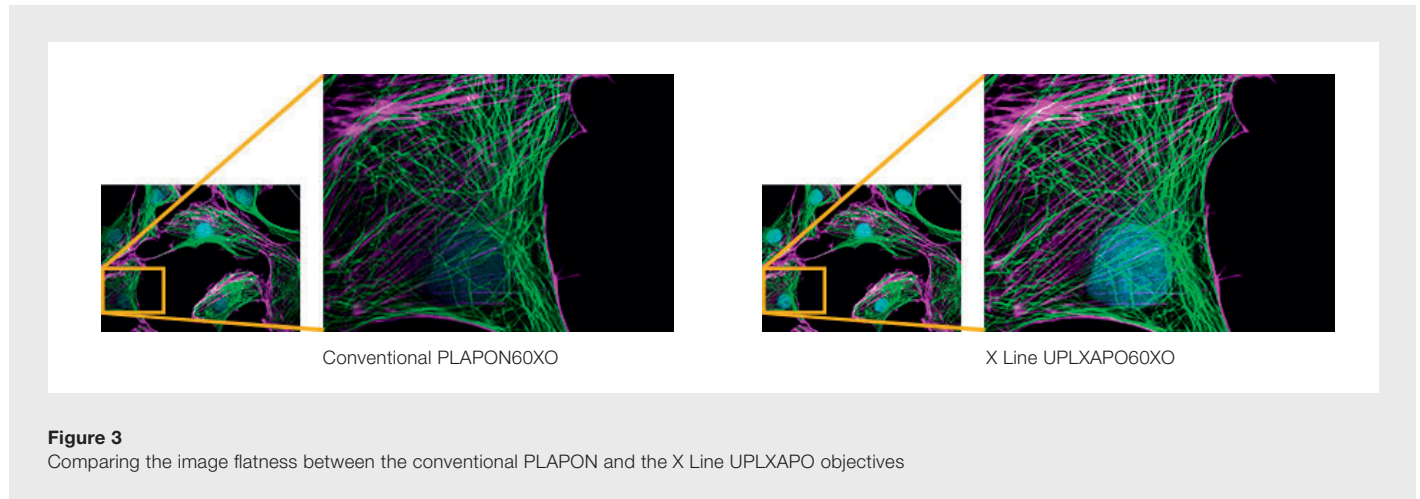 Conventional PLAPON60XO
X Line UPLXAPO60XO
Figure 3
Comparing the image flatness between the conventional PLAPON and the X Line UPLXAPO objectives